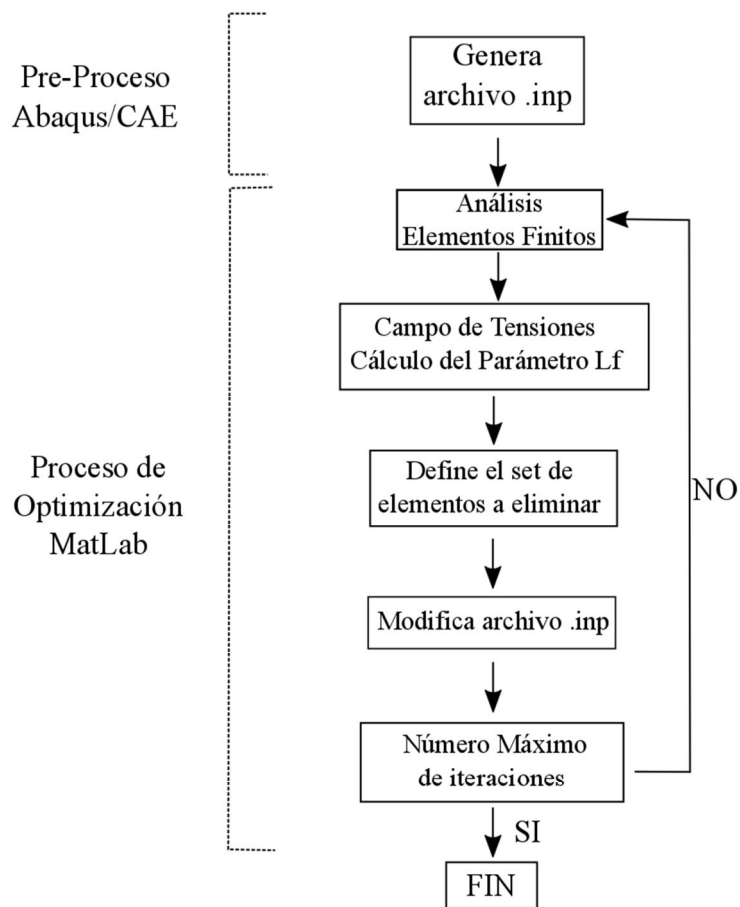 Pre-Proceso
Abaqus/CAE
Genera
archivo .inp
Análisis
Elementos Finitos
Campo de Tensiones
Cálculo del Parámetro Lf
Proceso de
Optimización
MatLab
Define el set de
elementos a eliminar
NO
Modifica archivo .inp
Número Máximo
de iteraciones
SI
FIN